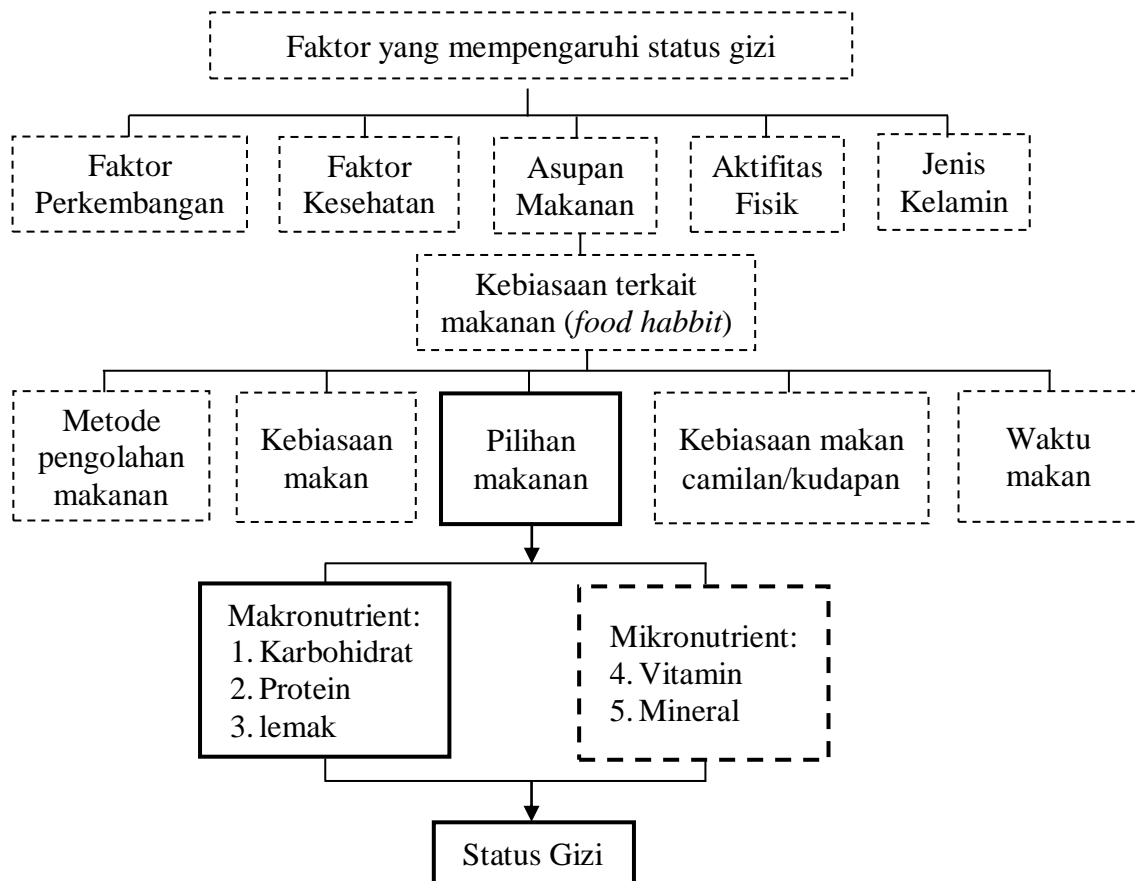 Faktor yang mempengaruhi status gizi
Faktor
Perkembangan
Faktor
Kesehatan
Asupan
Makanan
Aktifitas
Fisik
Jenis
Kelamin
Kebiasaan terkait
makanan (food habbit)
Metode
pengolahan
makanan
Kebiasaan
makan
Pilihan
makanan
Kebiasaan makan
camilan/kudapan
Waktu
makan
Makronutrient:
1. Karbohidrat
2. Protein
3. lemak
Mikronutrient:
4. Vitamin
5. Mineral
Status Gizi